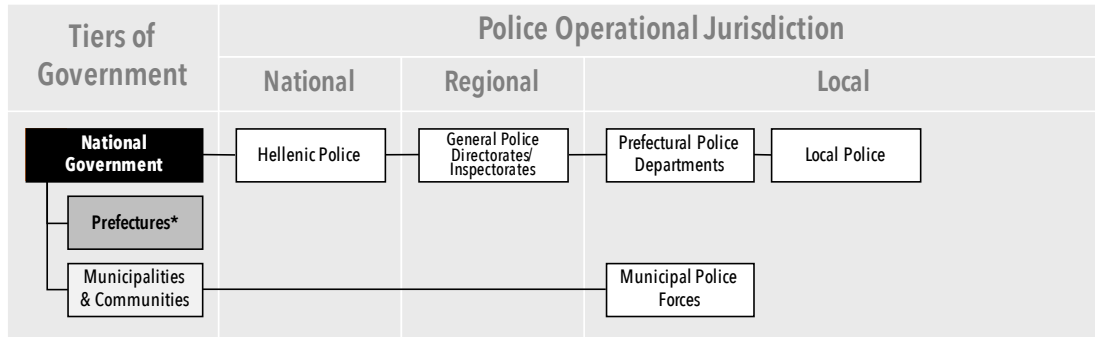 Tiers of
Government
Police Operational Jurisdiction
National
Regional
Local
National
Government
Hellenic Police
General Police
Directorates/
Inspectorates
Prefectural Police
Departments
Local Police
Prefectures*
Municipalities
& Communities
Municipal Police
Forces